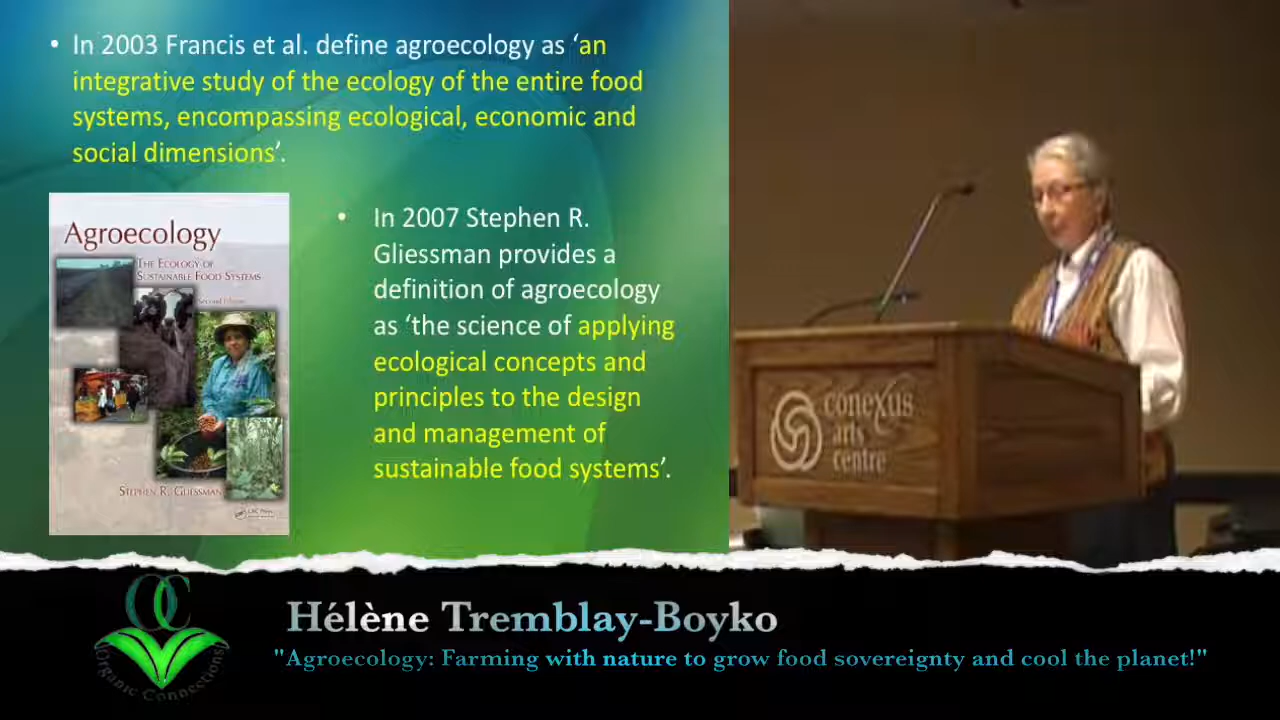 • In 2003 Francis et al. define agroecology as ‘an
integrative study of the ecology of the entire food
systems, encompassing ecological, economic and
social dimensions’.
Agroecology
THE ECOLOGY OF
SUSTAINABLE FOOD SYSTEMS
Second Edition
STEPHEN R. GLIESSMAN
CRC Press
• In 2007 Stephen R.
Gliessman provides a
definition of agroecology
as ‘the science of applying
ecological concepts and
principles to the design
and management of
sustainable food systems’.
conexus
arts
centre
OC
Organic Connections
Hélène Tremblay-Boyko
"Agroecology: Farming with nature to grow food sovereignty and cool the planet!"